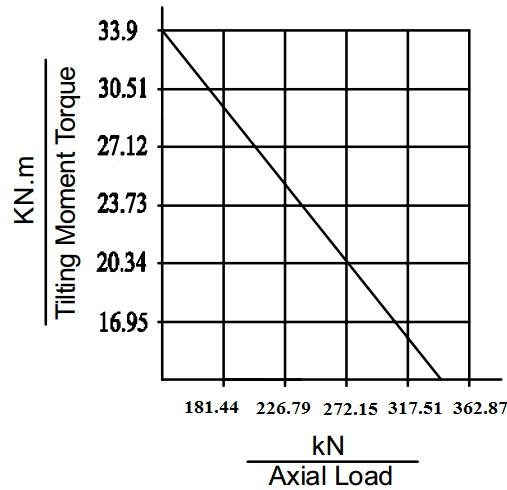 33.9
30.51
27.12
23.73
20.34
16.95
KN.m
Tilting Moment Torque
181.44 226.79 272.15 317.51 362.87
kN
Axial Load